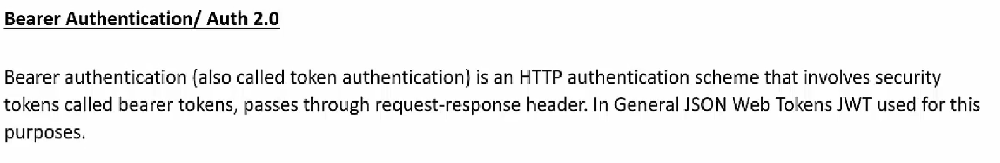 Bearer Authentication/ Auth 2.0
Bearer authentication (also called token authentication) is an HTTP authentication scheme that involves security
tokens called bearer tokens, passes through request-response header. In General JSON Web Tokens JWT used for this
purposes.